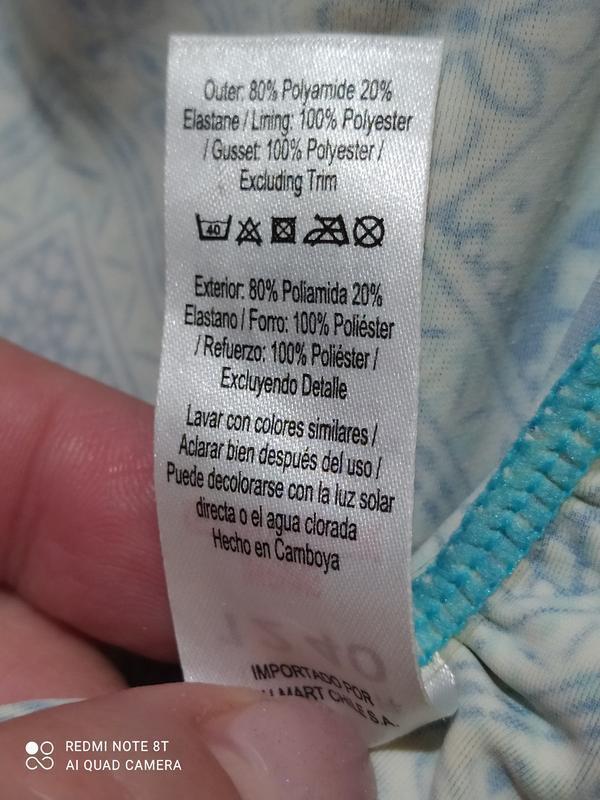 Outer: 80% Polyamide 20%
Elastane / Lining: 100% Polyester
/ Gusset: 100% Polyester /
Excluding Trim
40
Exterior: 80% Poliamida 20%
Elastano / Forro: 100% Poliéster
/ Refuerzo: 100% Poliéster /
Excluyendo Detalle
Lavar con colores similares /
Aclarar bien después del uso /
Puede decolorarse con la luz solar
directa o el agua clorada
Hecho en Camboya
IMPORTADO POR
MART CHILE S.A.
REDMI NOTE 8T
AI QUAD CAMERA